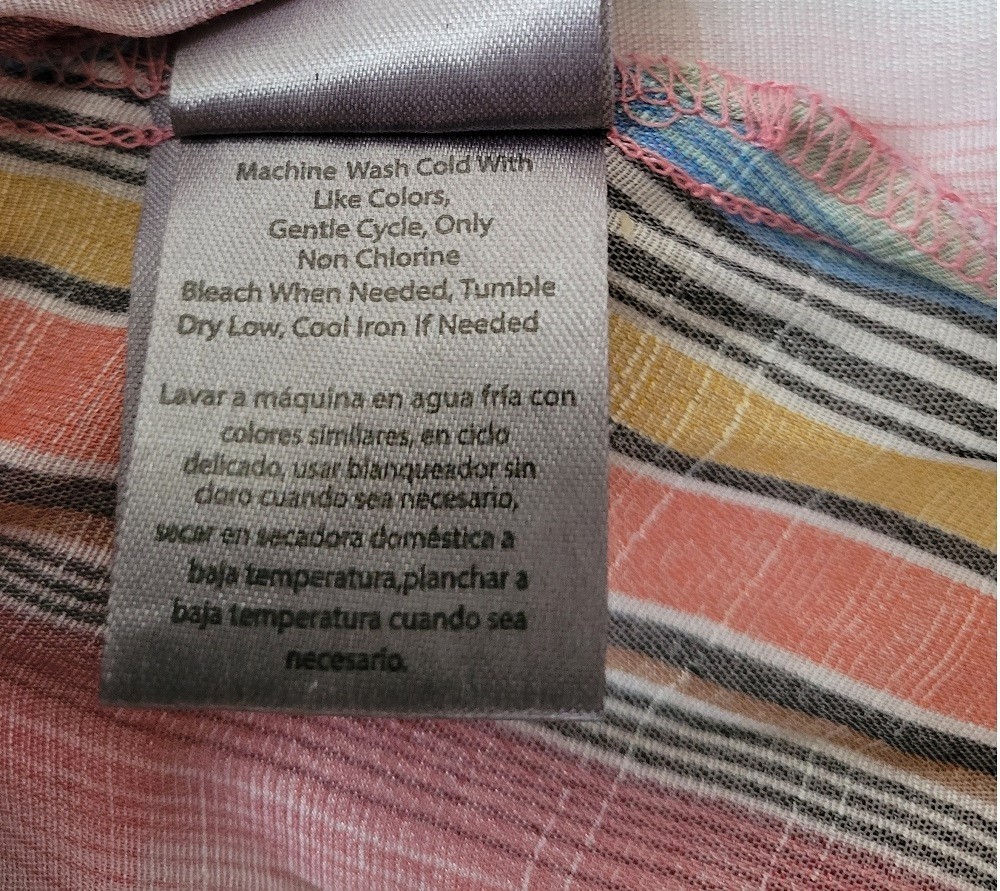 Machine Wash Cold With
Like Colors,
Gentle Cycle, Only
Non Chlorine
Bleach When Needed, Tumble
Dry Low, Cool Iron If Needed
Lavar a máquina en agua fría con
colores similares, en ciclo
delicado, usar blanqueador sin
cloro cuando sea necesario,
secar en secadora doméstica a
baja temperatura,planchar a
baja temperatura cuando sea
necesario.